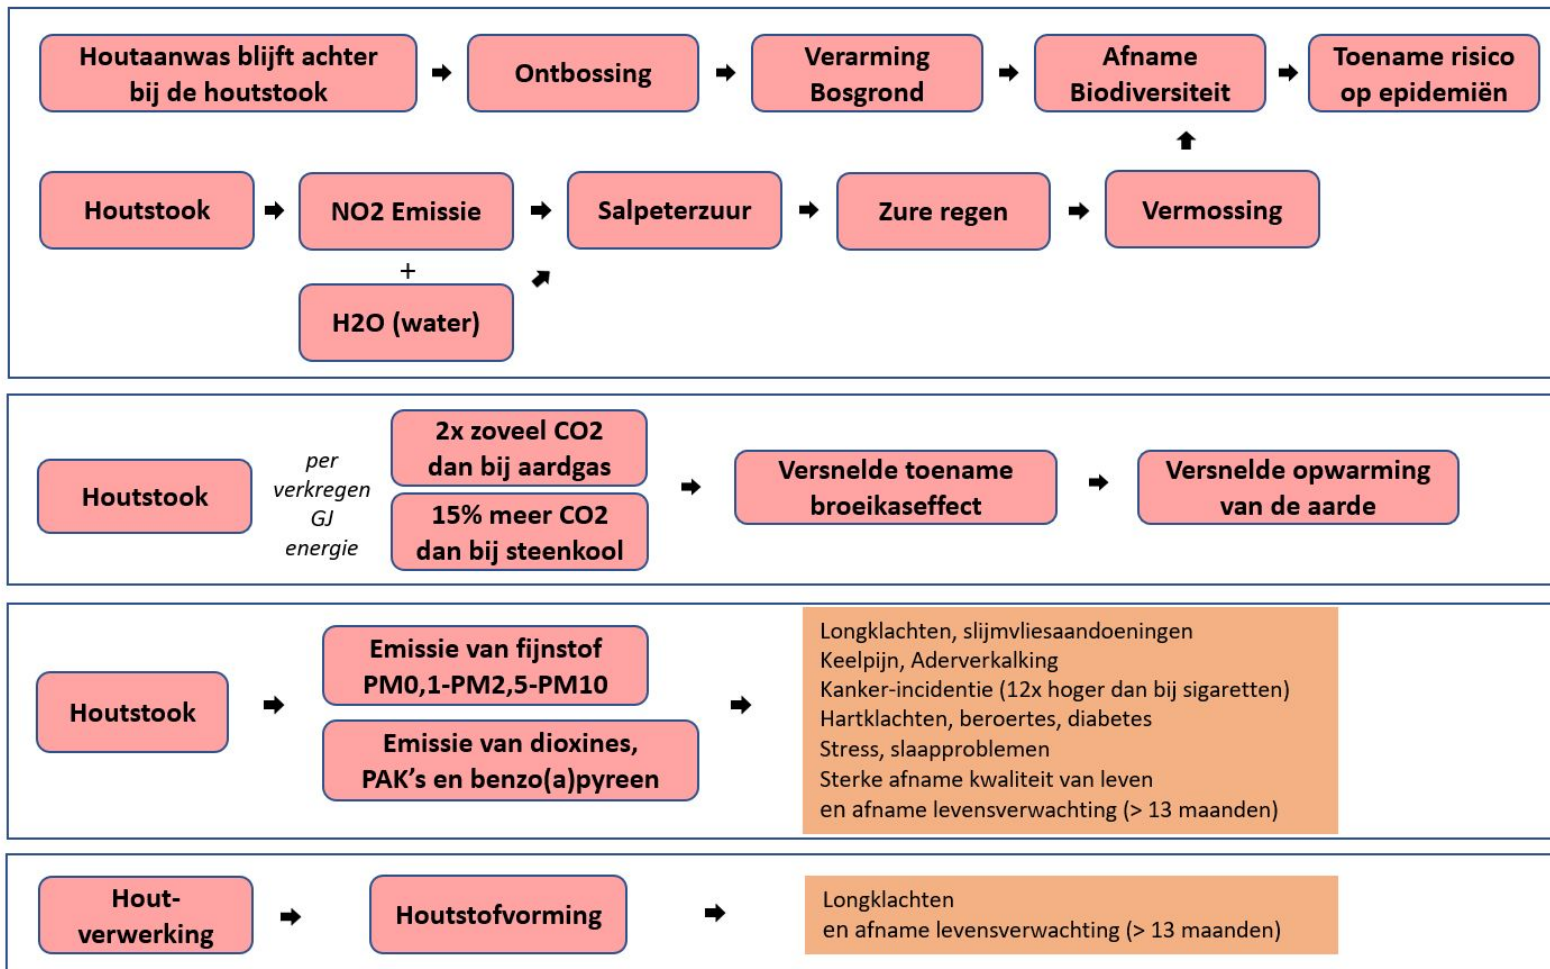 Houtaanwas blijft achter
bij de houtstook
Ontbossing
Verarming
Bosgrond
Afname
Biodiversiteit
Toename risico
op epidemiën
Houtstook
NO2 Emissie
+
H2O (water)
Salpeterzuur
Zure regen
Vermossing
Houtstook
per
verkregen
GJ
energie
2x zoveel CO2
dan bij aardgas
15% meer CO2
dan bij steenkool
Versnelde toename
broeikaseffect
Versnelde opwarming
van de aarde
Houtstook
Emissie van fijnstof
PM0,1-PM2,5-PM10
Emissie van dioxines,
PAK’s en benzo(a)pyreen
Longklachten, slijmvliesaandoeningen
Keelpijn, Aderverkalking
Kanker-incidentie (12x hoger dan bij sigaretten)
Hartklachten, beroertes, diabetes
Stress, slaapproblemen
Sterke afname kwaliteit van leven
en afname levensverwachting (> 13 maanden)
Hout-
verwerking
Houtstofvorming
Longklachten
en afname levensverwachting (> 13 maanden)